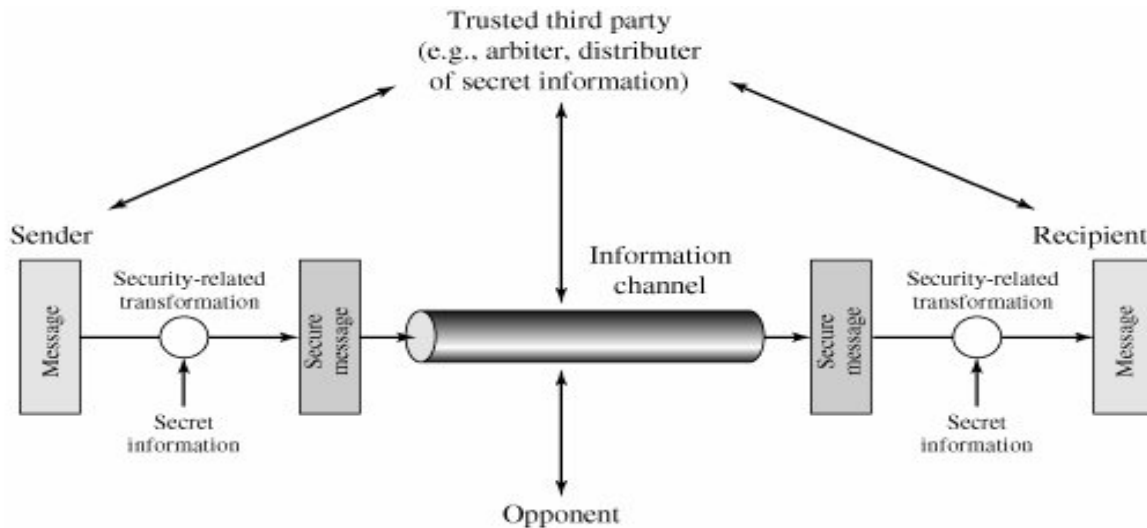 Trusted third party
(e.g., arbiter, distributer
of secret information)
Sender
Recipient
Information
channel
Security-related
transformation
Security-related
transformation
Message
Secure
message
Secure
message
Message
Secret
information
Secret
information
Opponent